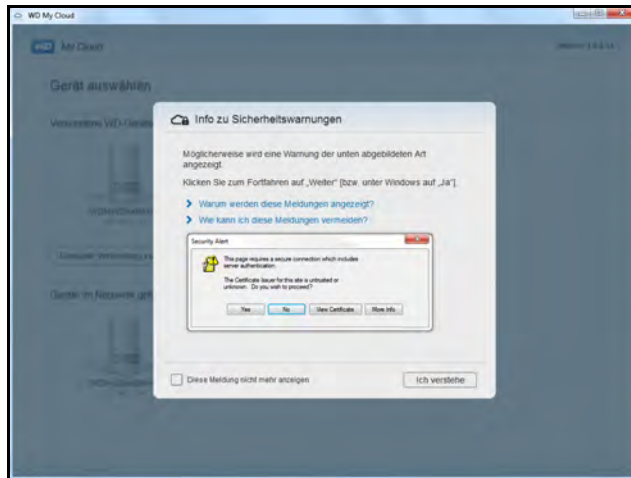 WD My Cloud
WD My Cloud
Gerät auswählen
Info zu Sicherheitswarnungen
Möglicherweise wird eine Warnung der unten abgebildeten Art
angezeigt.
Klicken Sie zum Fortfahren auf „Weiter" [bzw. unter Windows auf „Ja"].
Warum werden diese Meldungen angezeigt?
Wie kann ich diese Meldungen vermeiden?
Security Alert
This page requires a secure connection which includes
server authentication.
The Certificate Issuer for this site is untrusted or
unknown. Do you wish to proceed?
Yes No View Certificate More Info
Diese Meldung nicht mehr anzeigen
Ich verstehe